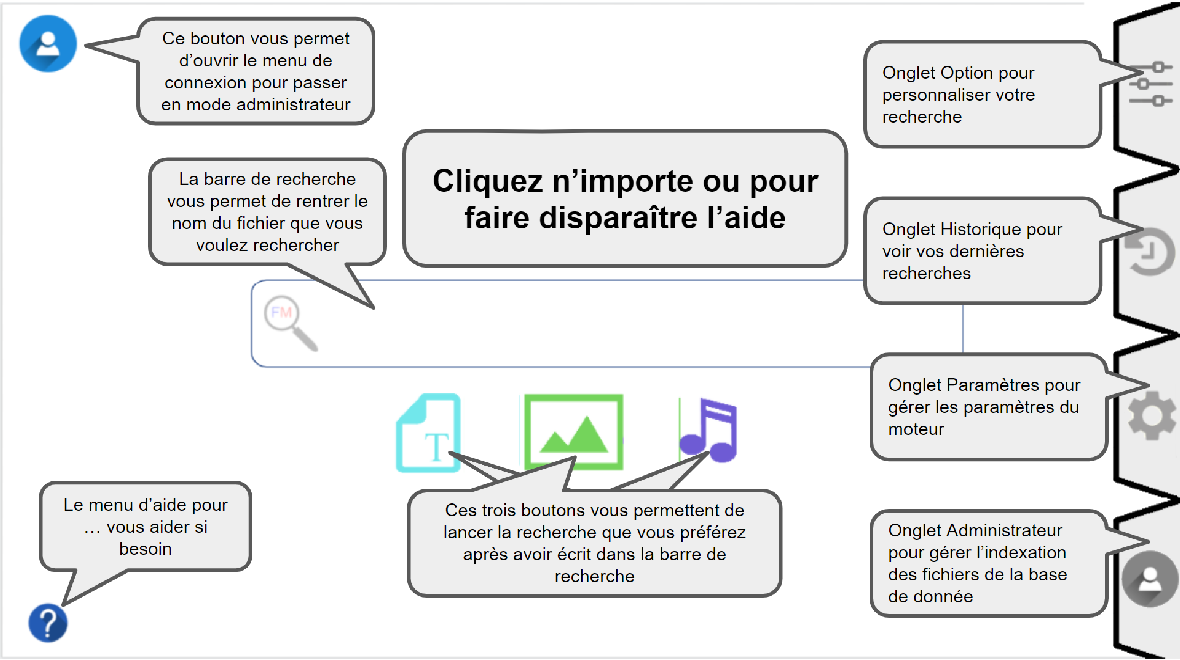 Ce bouton vous permet
d'ouvrir le menu de
connexion pour passer
en mode administrateur
Onglet Option pour
personnaliser votre
recherche
La barre de recherche
vous permet de rentrer le
nom du fichier que vous
voulez rechercher
Cliquez n'importe ou pour
faire disparaître l'aide
Onglet Historique pour
voir vos dernières
recherches
FM
Onglet Paramètres pour
gérer les paramètres du
moteur
T
Le menu d'aide pour
… vous aider si
besoin
Ces trois boutons vous permettent de
lancer la recherche que vous préférez
après avoir écrit dans la barre de
recherche
Onglet Administrateur
pour gérer l'indexation
des fichiers de la base
de donnée
?